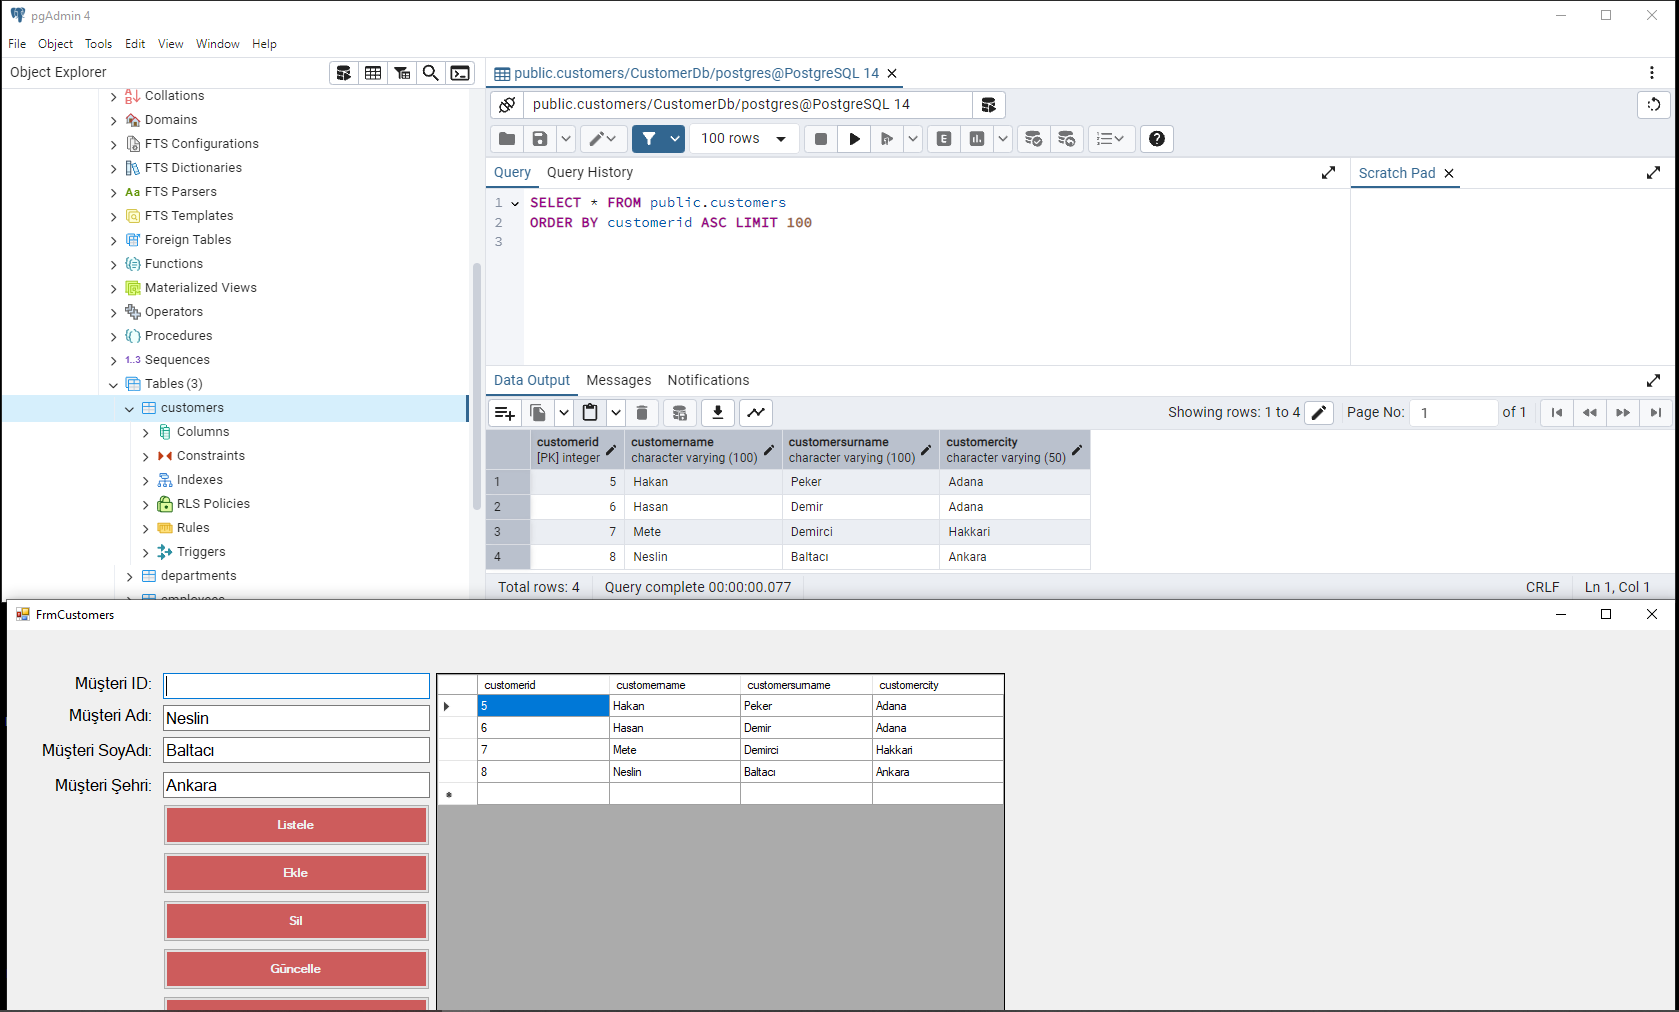 pgAdmin 4
File Object Tools Edit View Window Help
Object Explorer
Collations
Domains
FTS Configurations
FTS Dictionaries
Aa FTS Parsers
FTS Templates
Foreign Tables
Functions
Materialized Views
Operators
Procedures
1..3 Sequences
Tables (3)
customers
Columns
Constraints
Indexes
RLS Policies
Rules
Triggers
departments
employees
public.customers/CustomerDb/postgres@PostgreSQL 14
public.customers/CustomerDb/postgres@PostgreSQL 14
100 rows
E
Query Query History
Scratch Pad
1 SELECT * FROM public.customers
2 ORDER BY customerid ASC LIMIT 100
3
Data Output Messages Notifications
Showing rows: 1 to 4 Page No: 1 of 1
customerid customername customersurname customercity
[PK] integer character varying (100) character varying (100) character varying (50)
1 5 Hakan Peker Adana
2 6 Hasan Demir Adana
3 7 Mete Demirci Hakkari
4 8 Neslin Baltacı Ankara
Total rows: 4 Query complete 00:00:00.077 CRLF Ln 1, Col 1
FrmCustomers
Müşteri ID:
Müşteri Adı: Neslin
Müşteri SoyAdı: Baltacı
Müşteri Şehri: Ankara
Listele
Ekle
Sil
Güncelle
customerid customername customersurname customercity
5 Hakan Peker Adana
6 Hasan Demir Adana
7 Mete Demirci Hakkari
8 Neslin Baltacı Ankara